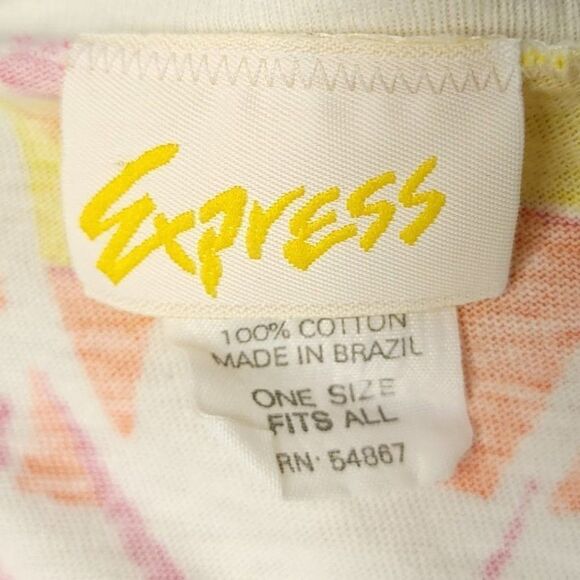 Express
100% COTTON
MADE IN BRAZIL
ONE SIZE
FITS ALL
RN· 54867